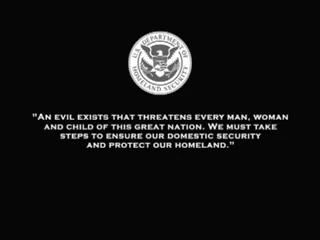 U.S. DEPARTMENT OF
HOMELAND SECURITY
"AN EVIL EXISTS THAT THREATENS EVERY MAN, WOMAN
AND CHILD OF THIS GREAT NATION. WE MUST TAKE
STEPS TO ENSURE OUR DOMESTIC SECURITY
AND PROTECT OUR HOMELAND."